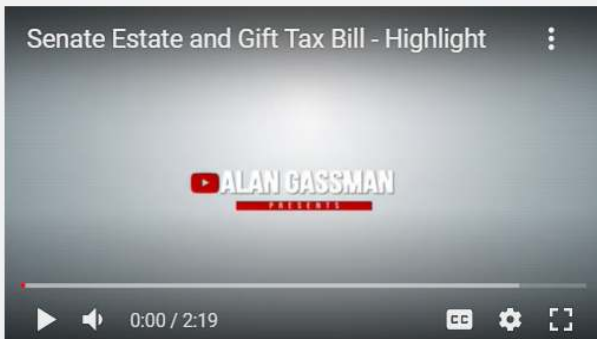 Senate Estate and Gift Tax Bill - Highlight
ALAN GASSMAN
PRESENTS
0:00 / 2:19
CC